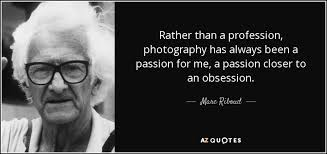 Rather than a profession,
photography has always been a
passion for me, a passion closer to
an obsession.
Marc Riboud
AZ QUOTES